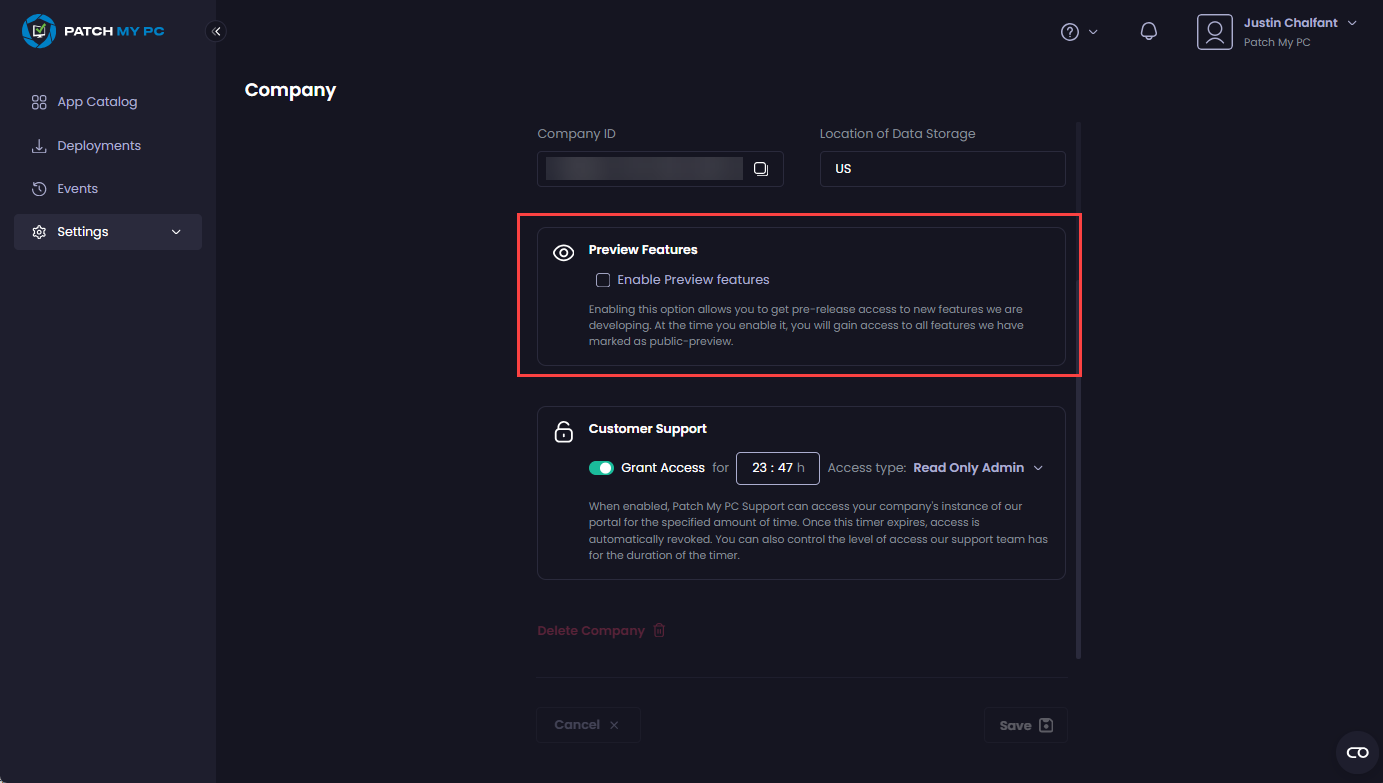 PATCH MY PC
Justin Chalfant
Patch My PC
App Catalog
Deployments
Events
Settings
Company
Company ID
Location of Data Storage
US
Preview Features
Enable Preview features
Enabling this option allows you to get pre-release access to new features we are
developing. At the time you enable it, you will gain access to all features we have
marked as public-preview.
Customer Support
Grant Access for 23 : 47 h Access type: Read Only Admin
When enabled, Patch My PC Support can access your company's instance of our
portal for the specified amount of time. Once this timer expires, access is
automatically revoked. You can also control the level of access our support team has
for the duration of the timer.
Delete Company
Cancel
Save